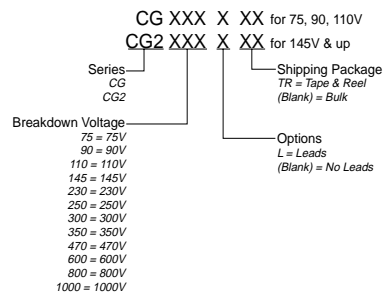 CG XXX X XX for 75, 90, 110V
CG2 XXX X XX for 145V & up
Series
CG
CG2
Shipping Package
TR = Tape & Reel
(Blank) = Bulk
Breakdown Voltage
75 = 75V
90 = 90V
110 = 110V
145 = 145V
230 = 230V
250 = 250V
300 = 300V
350 = 350V
470 = 470V
600 = 600V
800 = 800V
1000 = 1000V
Options
L = Leads
(Blank) = No Leads